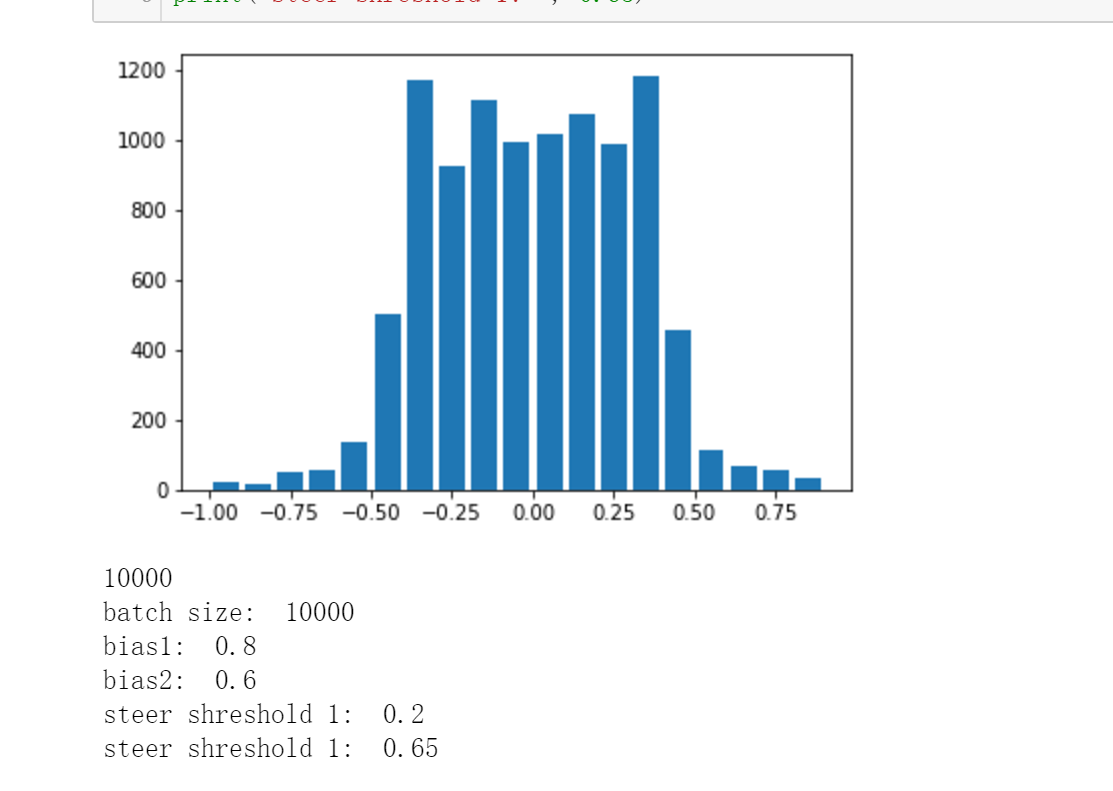 1200
1000
800
600
400
200
0
−1.00 −0.75 −0.50 −0.25 0.00 0.25 0.50 0.75
10000
batch size:  10000
bias1:  0.8
bias2:  0.6
steer shreshold 1:  0.2
steer shreshold 1:  0.65